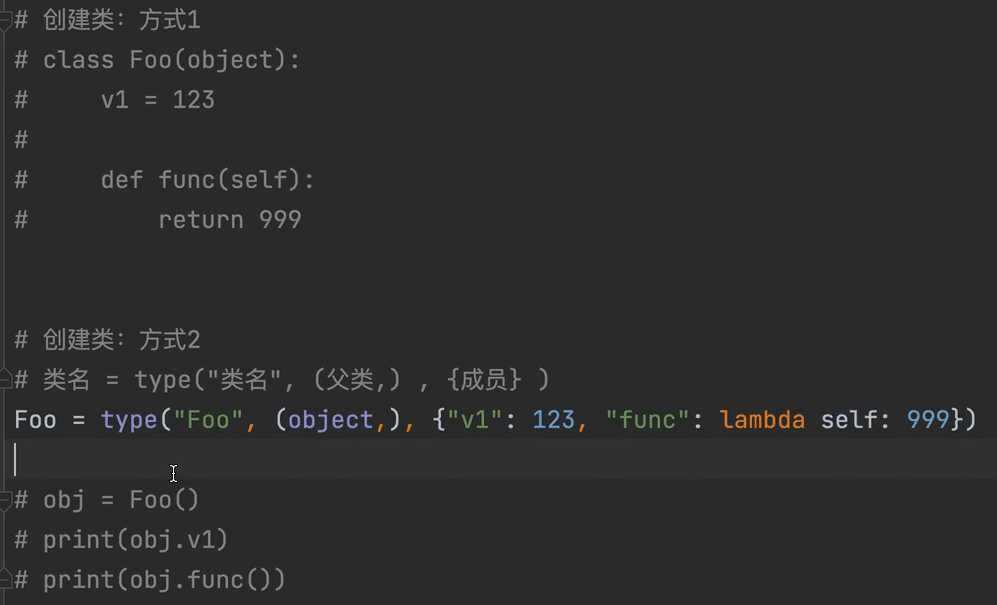 # 创建类：方式1
# class Foo(object):
#     v1 = 123
#
#     def func(self):
#         return 999
# 创建类：方式2
# 类名 = type("类名", (父类,) , {成员} )
Foo = type("Foo", (object,), {"v1": 123, "func": lambda self: 999})
# obj = Foo()
# print(obj.v1)
# print(obj.func())